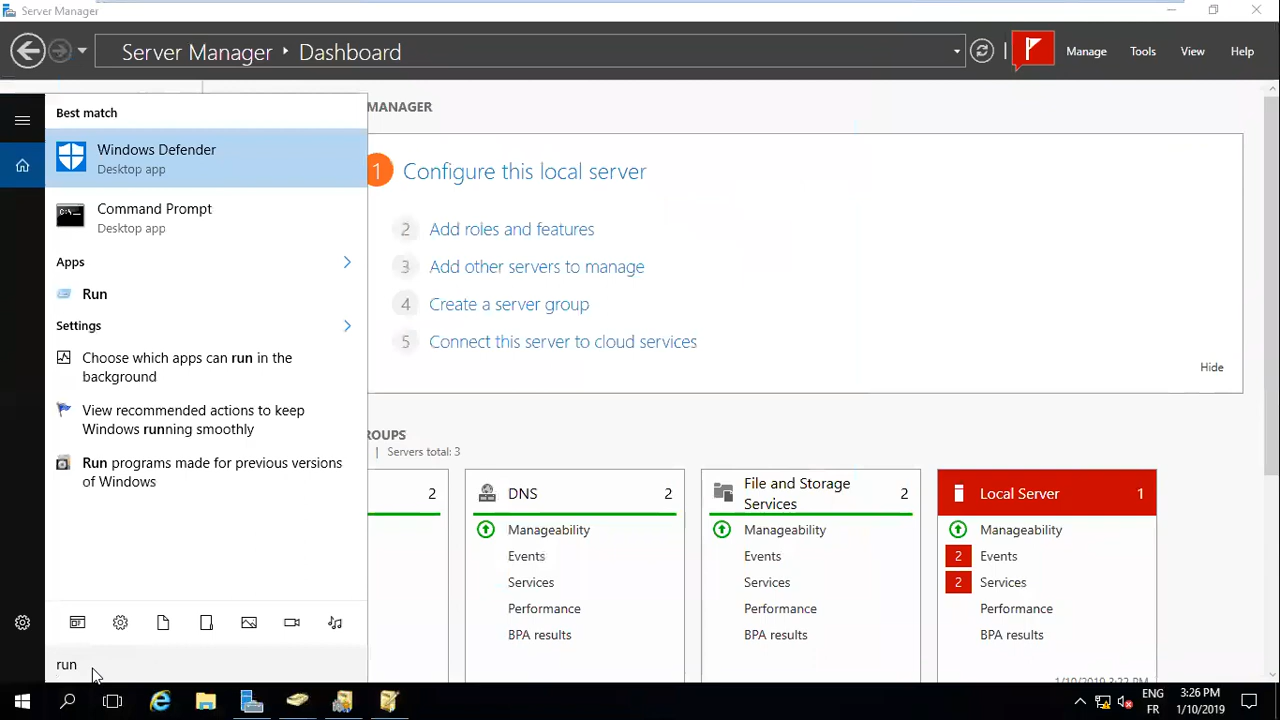 Server Manager
Server Manager Dashboard
Manage Tools View Help
Best match
Windows Defender
Desktop app
Command Prompt
Desktop app
Apps
Run
Settings
Choose which apps can run in the
background
View recommended actions to keep
Windows running smoothly
Run programs made for previous versions
of Windows
run
MANAGER
1 Configure this local server
2 Add roles and features
3 Add other servers to manage
4 Create a server group
5 Connect this server to cloud services
Hide
ROUPS
Servers total: 3
2
DNS 2
Manageability
Events
Services
Performance
BPA results
File and Storage
Services 2
Manageability
Events
Services
Performance
BPA results
Local Server 1
Manageability
2 Events
2 Services
Performance
BPA results
1/10/2019 3:22 PM
ENG
FR
3:26 PM
1/10/2019